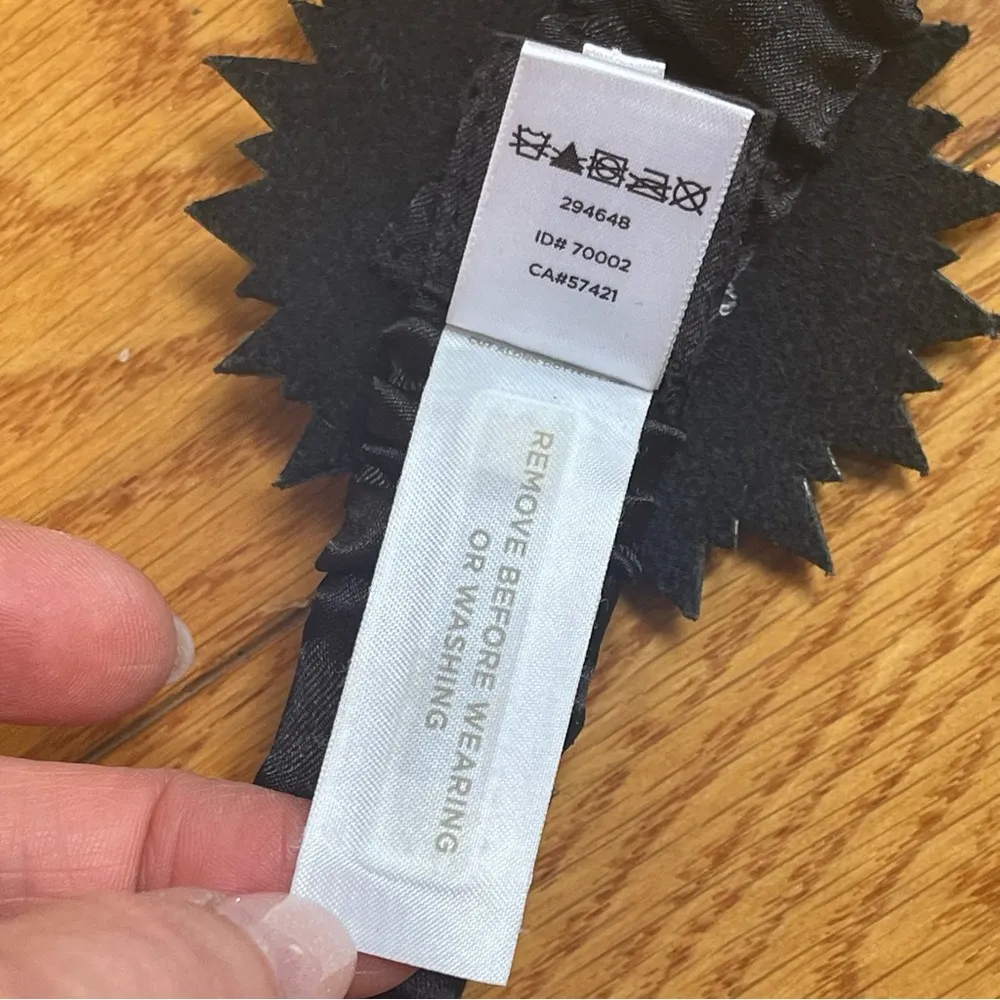 294648
ID# 70002
CA#57421
REMOVE BEFORE WEARING
OR WASHING